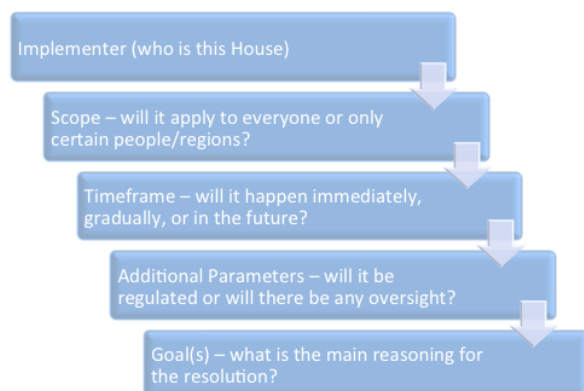 Implementer (who is this House)
Scope – will it apply to everyone or only
certain people/regions?
Timeframe – will it happen immediately,
gradually, or in the future?
Additional Parameters – will it be
regulated or will there be any oversight?
Goal(s) – what is the main reasoning for
the resolution?